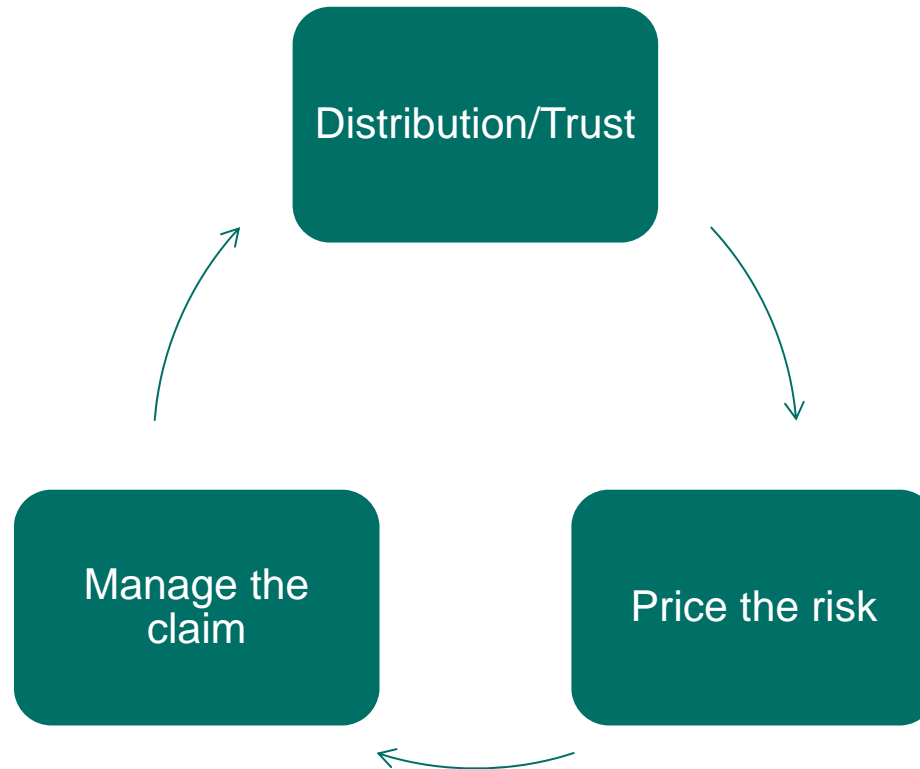 Distribution/Trust
Price the risk
Manage the
claim